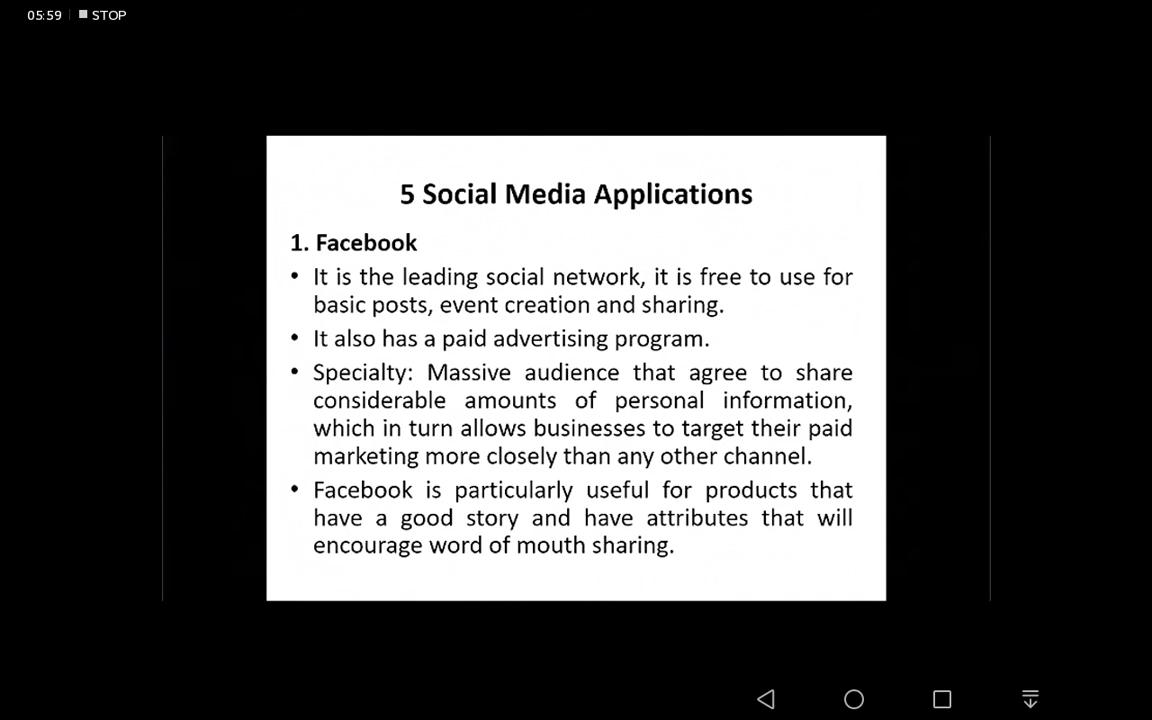 05:59 STOP
5 Social Media Applications
1. Facebook
• It is the leading social network, it is free to use for
basic posts, event creation and sharing.
• It also has a paid advertising program.
• Specialty: Massive audience that agree to share
considerable amounts of personal information,
which in turn allows businesses to target their paid
marketing more closely than any other channel.
• Facebook is particularly useful for products that
have a good story and have attributes that will
encourage word of mouth sharing.